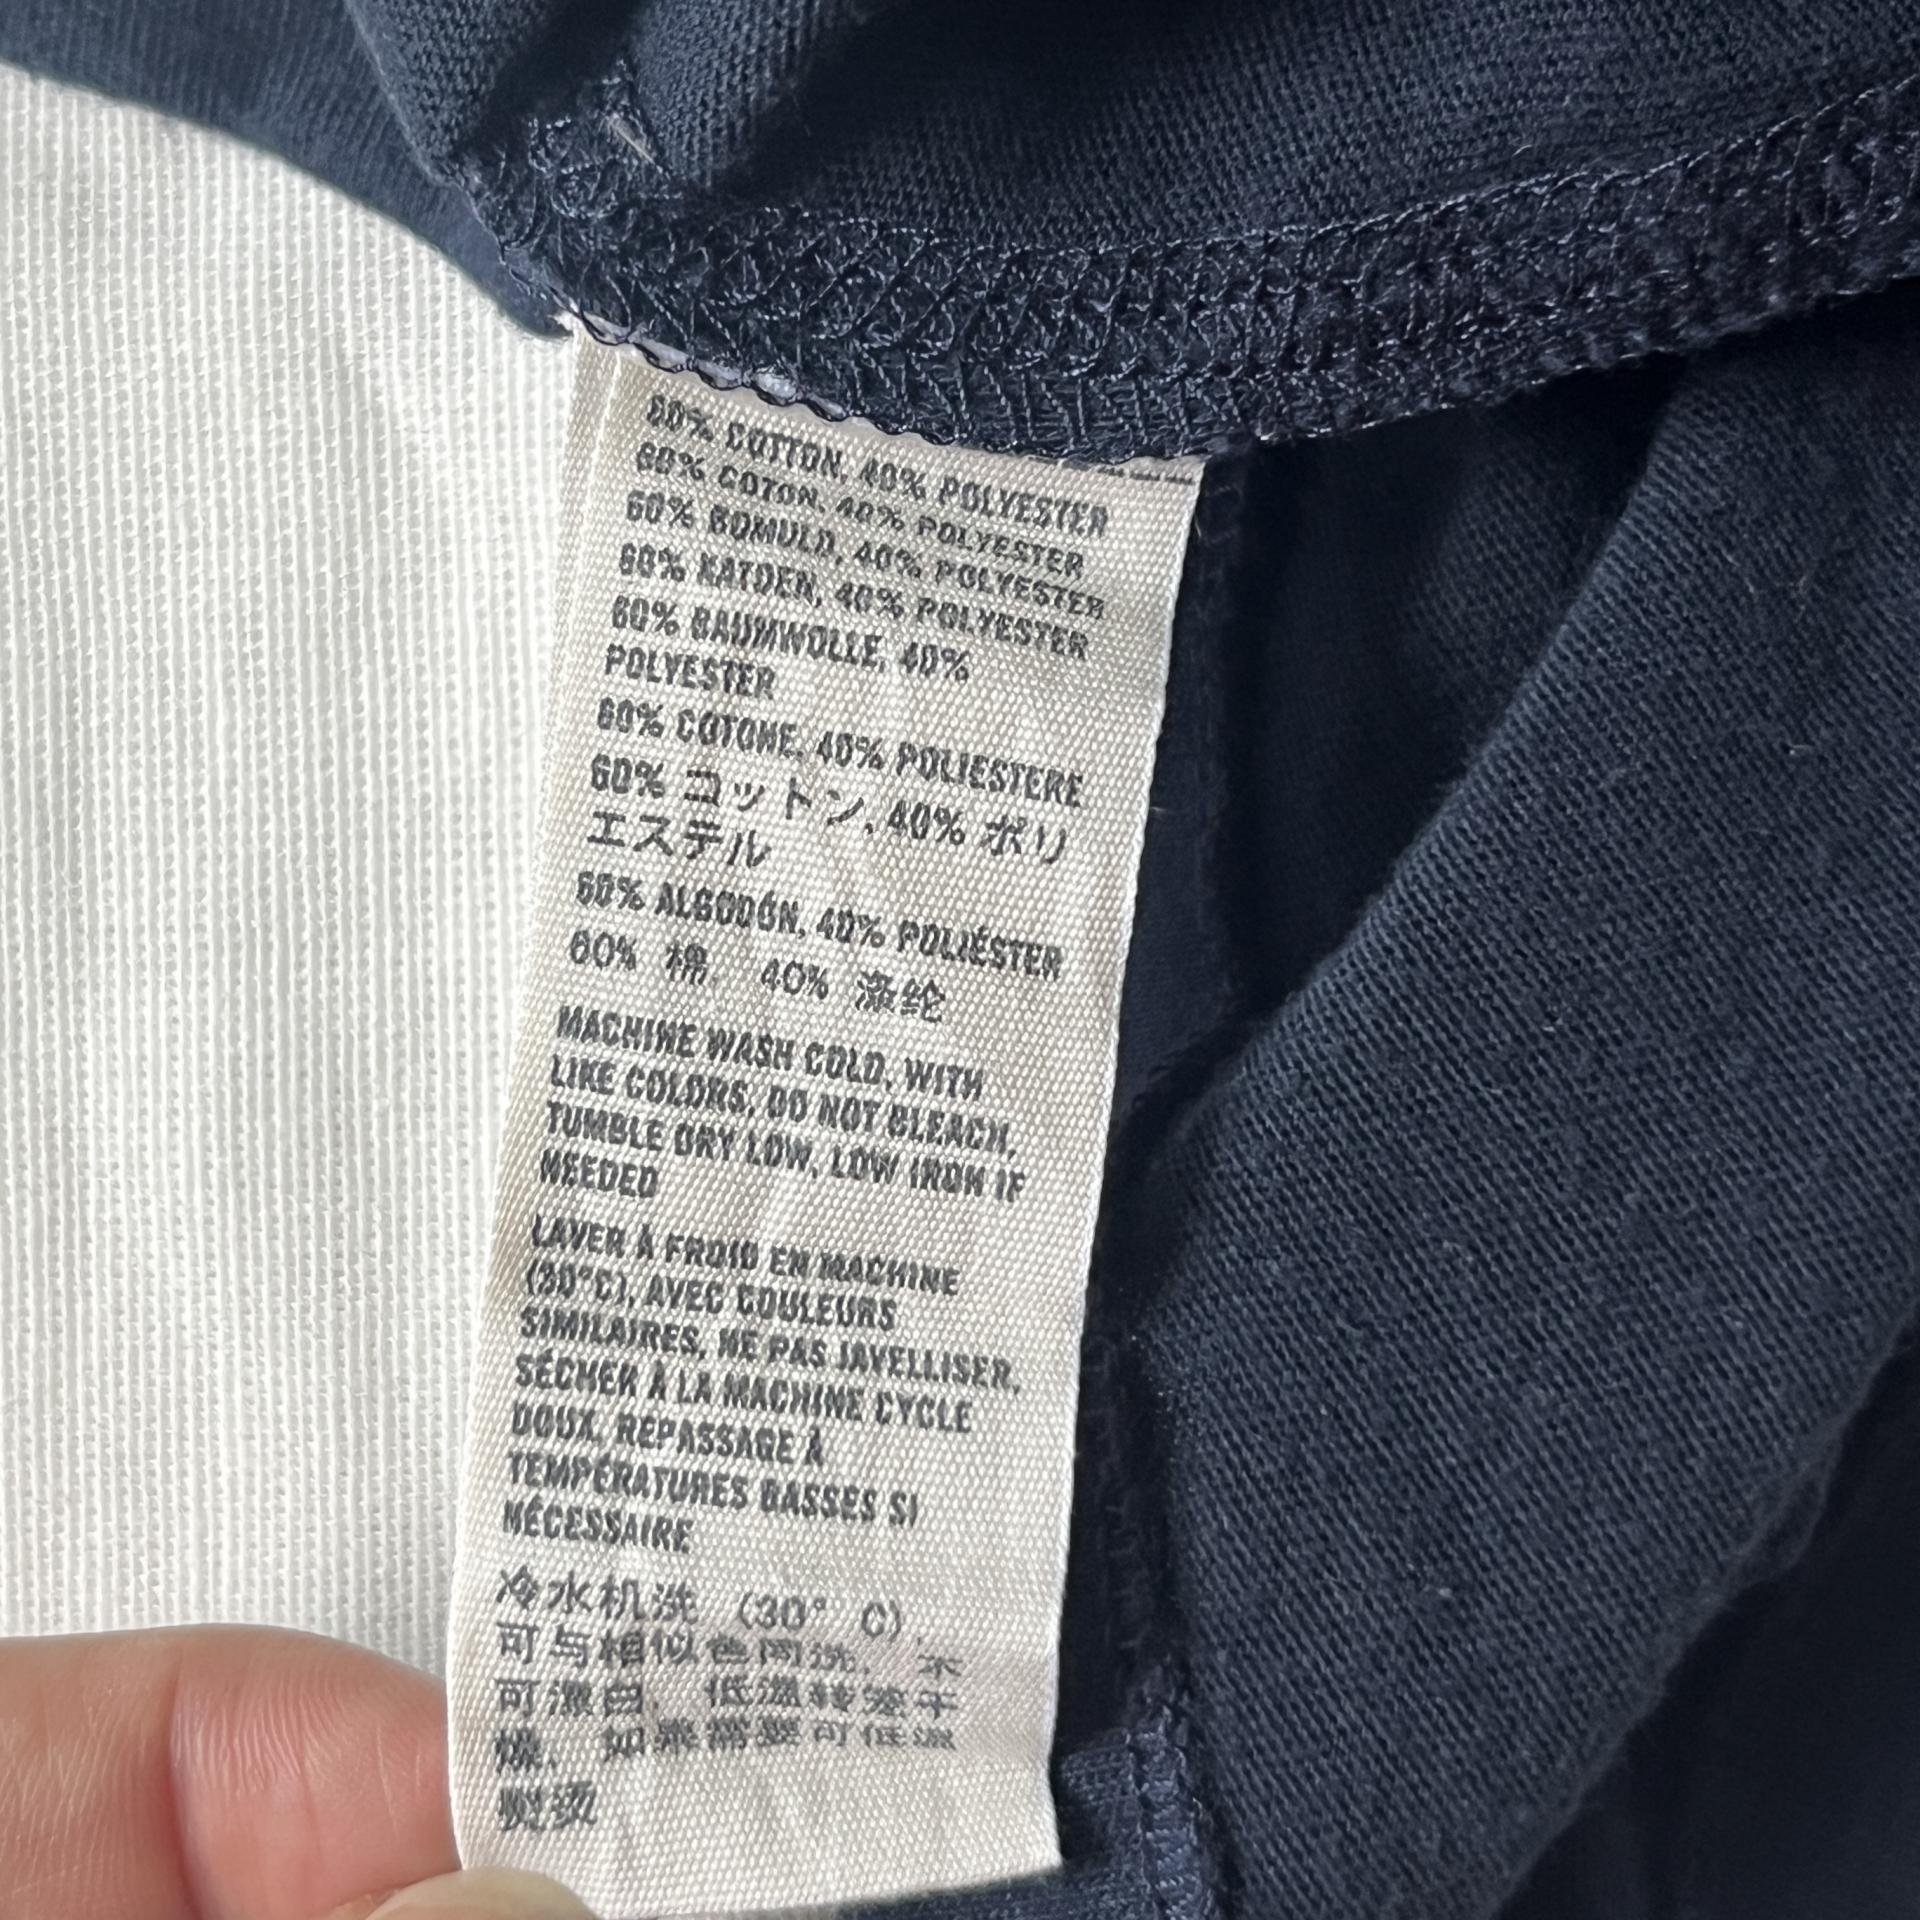 60% COTTON, 40% POLYESTER
60% COTON, 40% POLYESTER
60% BOMULD, 40% POLYESTER
60% KATOEN, 40% POLYESTER
60% BAUMWOLLE, 40%
POLYESTER
60% COTONE, 40% POLIESTERE
60% コットン, 40% ポリ
エステル
60% ALGODÓN, 40% POLIÉSTER
60% 棉, 40% 涤纶
MACHINE WASH COLD, WITH
LIKE COLORS, DO NOT BLEACH,
TUMBLE DRY LOW, LOW IRON IF
NEEDED
LAVER À FROID EN MACHINE
(30°C), AVEC COULEURS
SIMILAIRES, NE PAS JAVELLISER,
SÉCHER À LA MACHINE CYCLE
DOUX, REPASSAGE À
TEMPÉRATURES BASSES SI
NÉCESSAIRE
冷水机洗 (30° C),
可与相似色同洗, 不
可漂白, 低温转笼干
燥, 如果需要可低温
熨烫